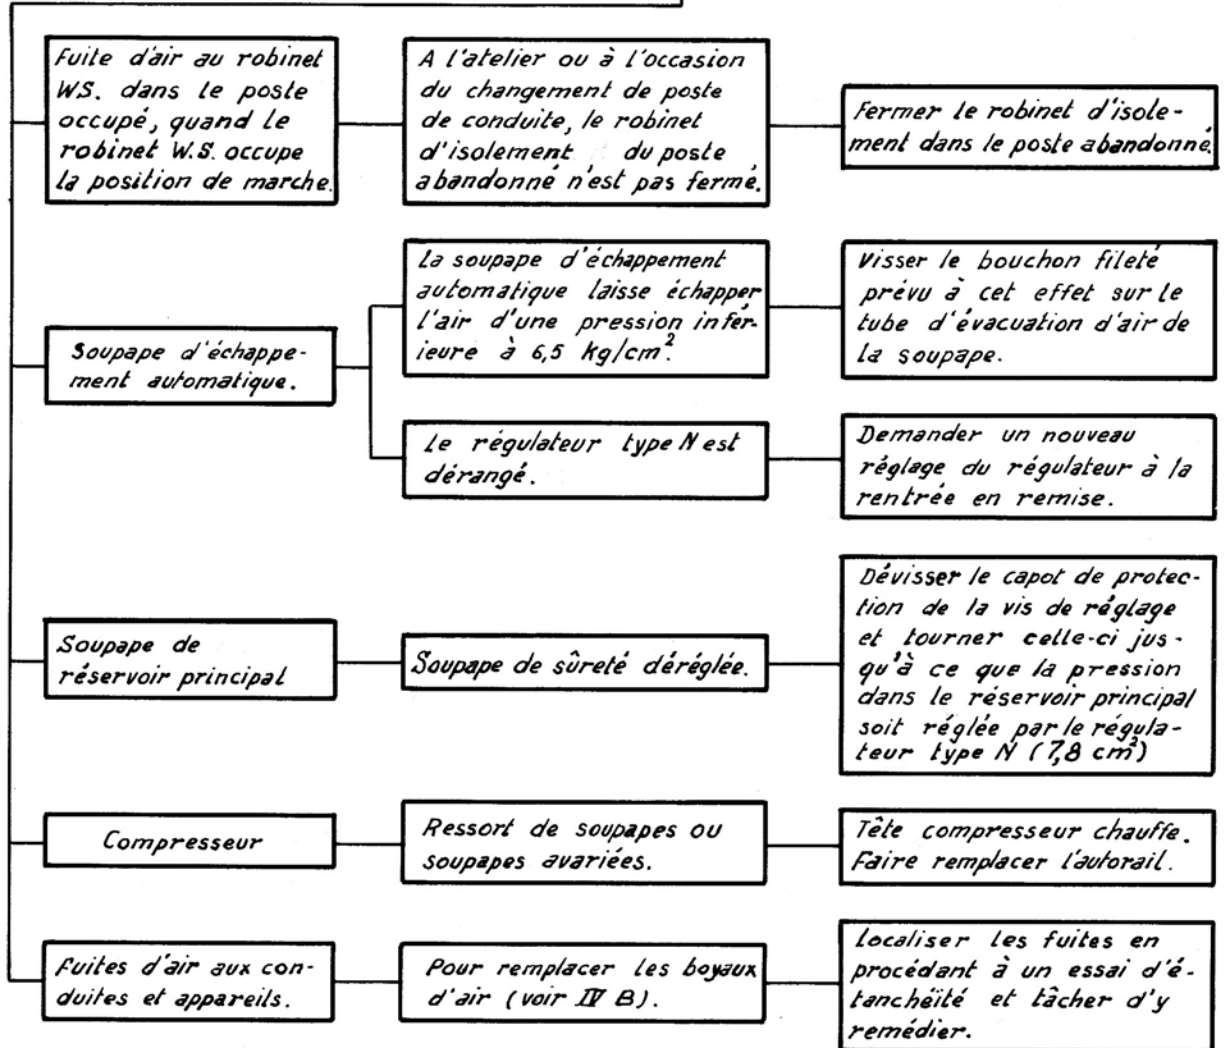 Fuite d'air au robinet
W.S. dans le poste
occupé, quand le
robinet W.S. occupe
la position de marche.
A l'atelier ou à l'occasion
du changement de poste
de conduite, le robinet
d'isolement du poste
abandonné n'est pas fermé.
Fermer le robinet d'isole-
ment dans le poste abandonné.
Soupape d'échappe-
ment automatique.
La soupape d'échappement
automatique laisse échapper
l'air d'une pression infér-
ieure à 6,5 kg/cm².
Visser le bouchon fileté
prévu à cet effet sur le
tube d'évacuation d'air de
la soupape.
Le régulateur type N est
dérangé.
Demander un nouveau
réglage du régulateur à la
rentrée en remise.
Soupape de
réservoir principal
Soupape de sûreté déréglée.
Dévisser le capot de protec-
tion de la vis de réglage
et tourner celle-ci jus-
qu'à ce que la pression
dans le réservoir principal
soit réglée par le régula-
teur type N (7,8 cm²)
Compresseur
Ressort de soupapes ou
soupapes avariées.
Tête compresseur chauffe.
Faire remplacer l'autorail.
Fuites d'air aux con-
duites et appareils.
Pour remplacer les boyaux
d'air (voir IV B).
Localiser les fuites en
procédant à un essai d'é-
tanchéïté et tâcher d'y
remédier.